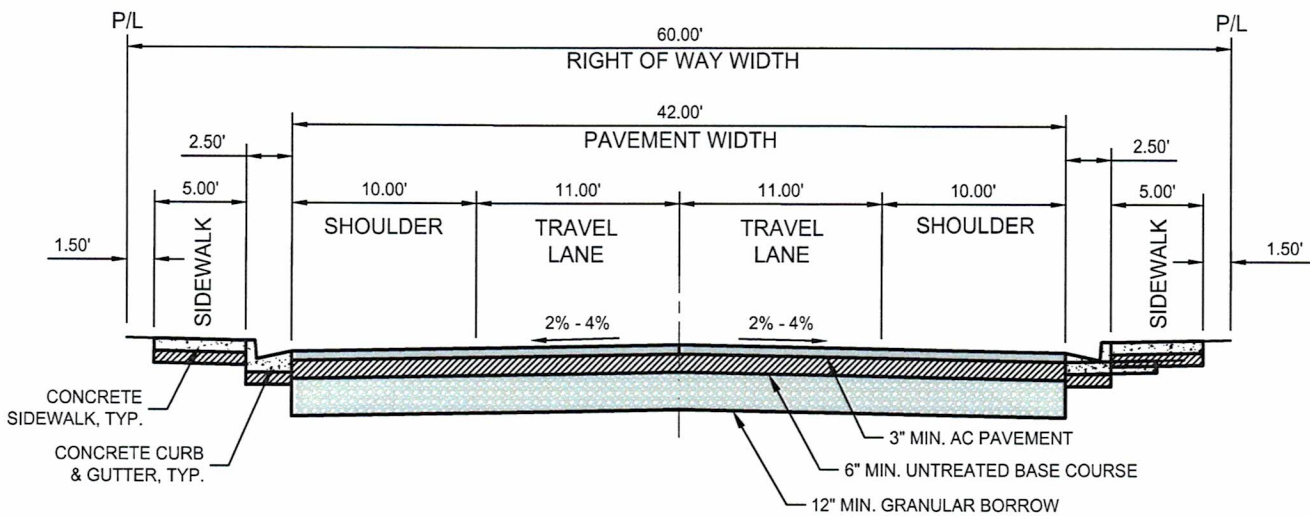 P/L
P/L
60.00'
RIGHT OF WAY WIDTH
42.00'
PAVEMENT WIDTH
2.50'
2.50'
5.00'
10.00'
11.00'
11.00'
10.00'
5.00'
SHOULDER
TRAVEL
LANE
TRAVEL
LANE
SHOULDER
SIDEWALK
SIDEWALK
1.50'
1.50'
2% - 4%
2% - 4%
CONCRETE
SIDEWALK, TYP.
CONCRETE CURB
& GUTTER, TYP.
3" MIN. AC PAVEMENT
6" MIN. UNTREATED BASE COURSE
12" MIN. GRANULAR BORROW